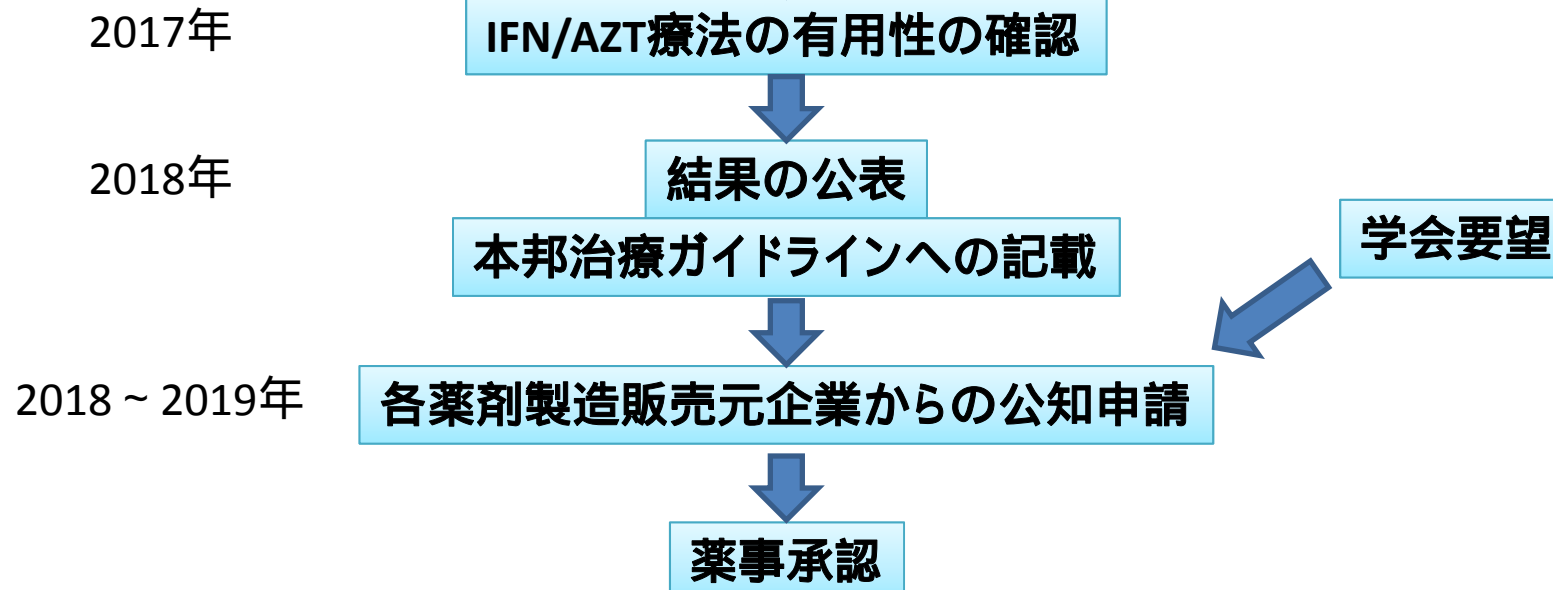 2017年
IFN/AZT療法の有用性の確認
2018年
結果の公表
本邦治療ガイドラインへの記載
学会要望
2018 ~ 2019年
各薬剤製造販売元企業からの公知申請
薬事承認